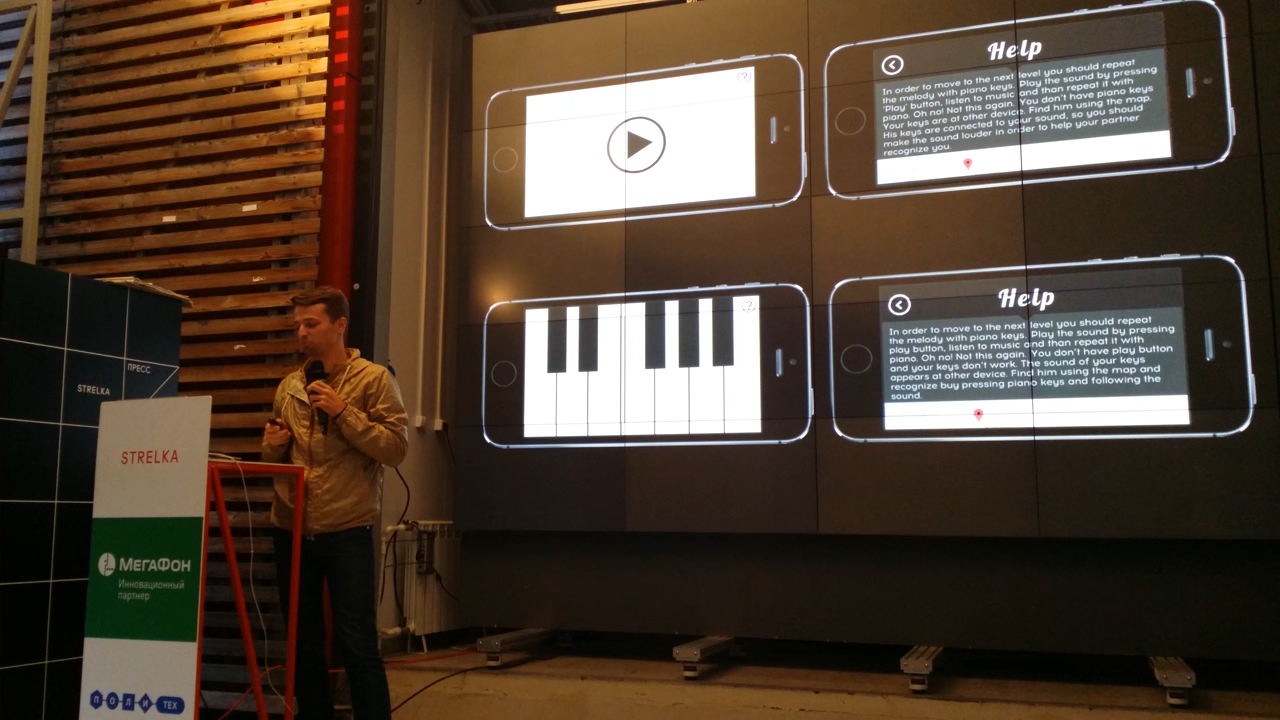 Help
In order to move to the next level you should repeat
the melody with piano keys. Play the sound by pressing
'Play' button, listen to music and than repeat it with
piano. Oh no! Not this again. You don't have piano keys
Your keys are at other device. Find him using the map.
His keys are connected to your sound, so you should
make the sound louder in order to help your partner
recognize you.
?
?
Help
In order to move to the next level you should repeat
the melody with piano keys. Play the sound by pressing
play button, listen to music and than repeat it with
piano. Oh no! Not this again. You don't have play button
and your keys don't work. The sound of your keys
appears at other device. Find him using the map and
recognize buy pressing piano keys and following the
sound.
ПРЕСС
STRELKA
STRELKA
МЕГАФОН
Инновационный
партнер
ПОЛИТЕХ